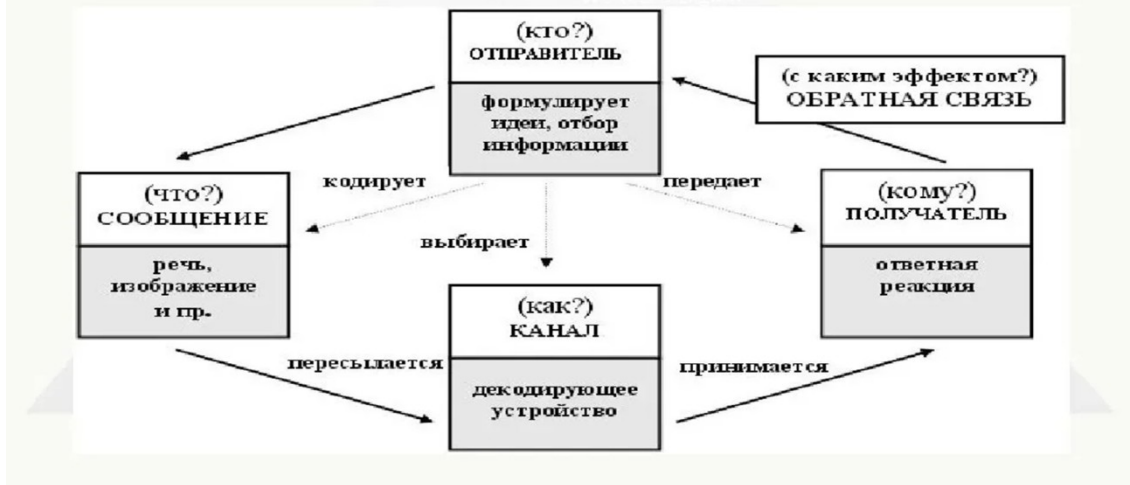 (кто?)
ОТПРАВИТЕЛЬ
формулирует
идеи, отбор
информации
(с каким эффектом?)
ОБРАТНАЯ СВЯЗЬ
кодирует
передает
выбирает
(что?)
СООБЩЕНИЕ
речь,
изображение
и пр.
(кому?)
ПОЛУЧАТЕЛЬ
ответная
реакция
(как?)
КАНАЛ
декодирующее
устройство
пересылается
принимается